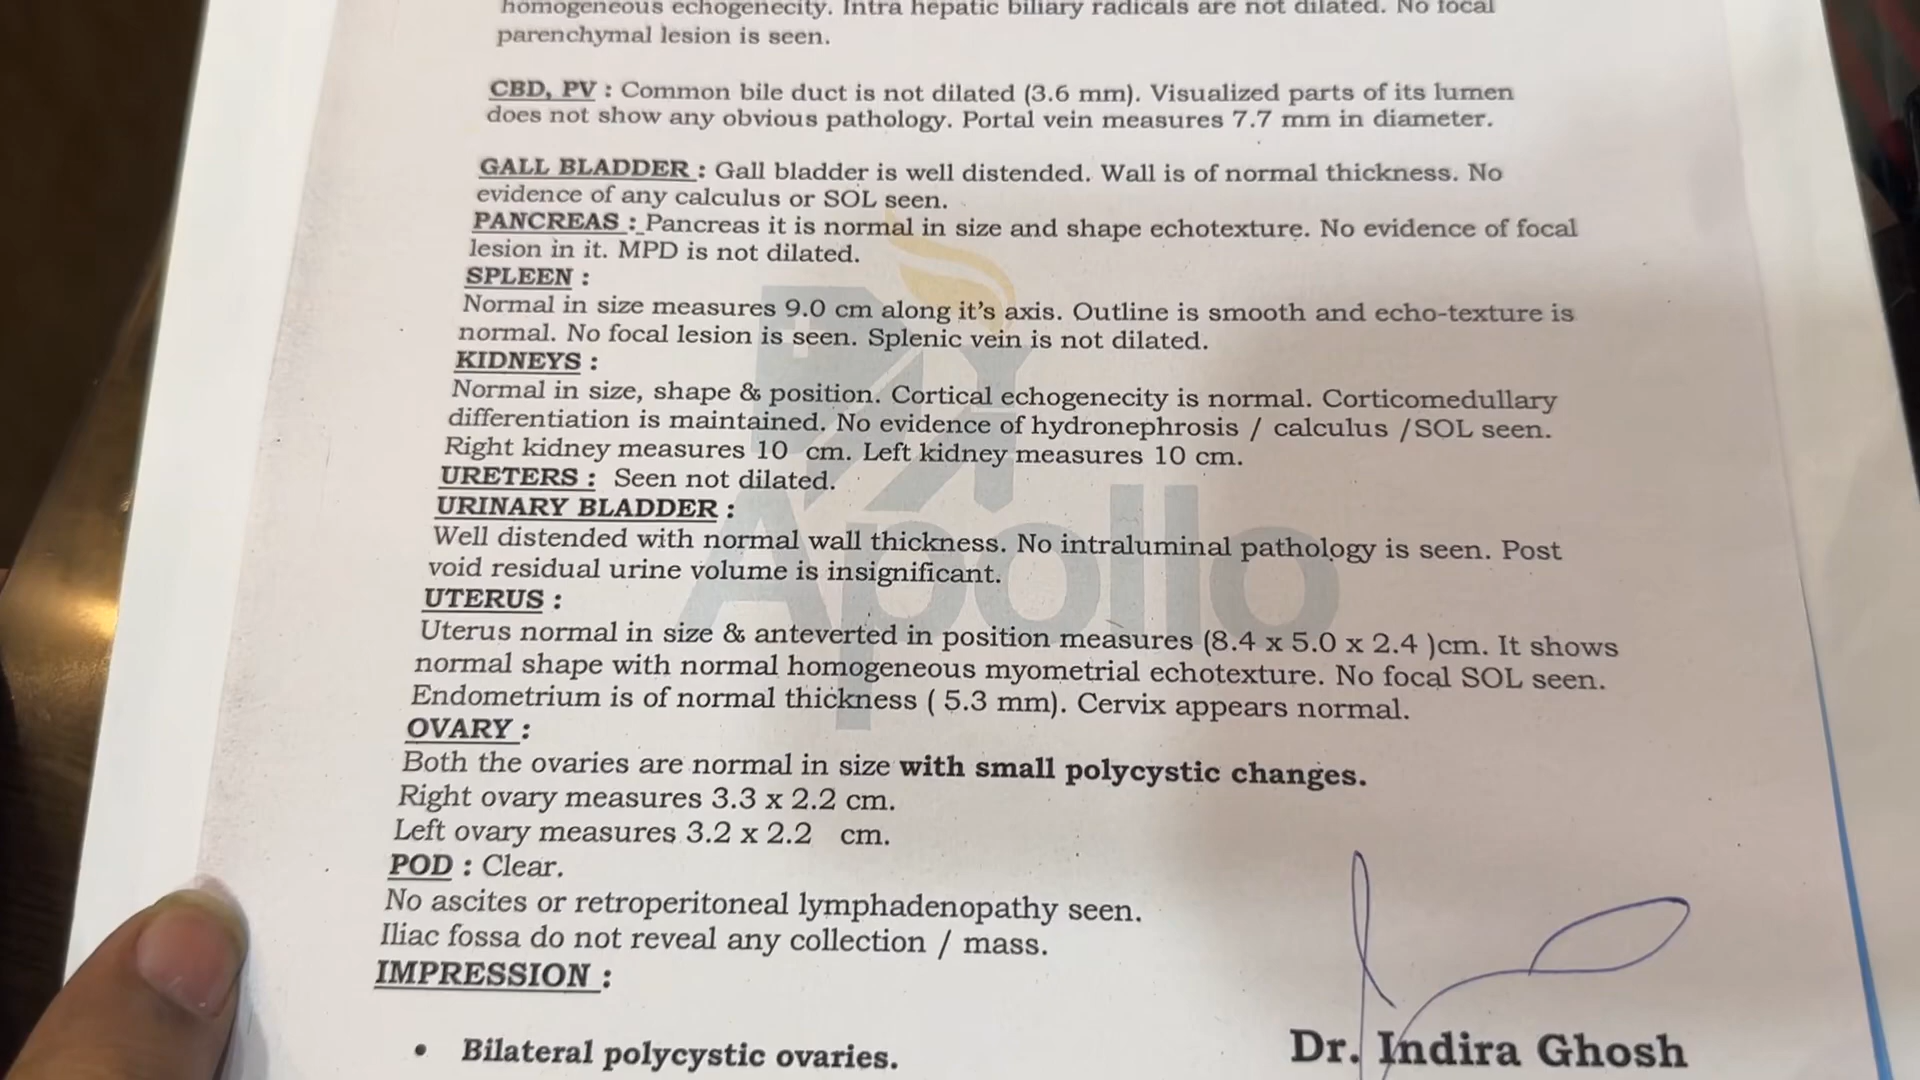 homogeneous echogenecity. Intra hepatic biliary radicals are not dilated. No focal
parenchymal lesion is seen.
CBD, PV : Common bile duct is not dilated (3.6 mm). Visualized parts of its lumen
does not show any obvious pathology. Portal vein measures 7.7 mm in diameter.
GALL BLADDER : Gall bladder is well distended. Wall is of normal thickness. No
evidence of any calculus or SOL seen.
PANCREAS : Pancreas it is normal in size and shape echotexture. No evidence of focal
lesion in it. MPD is not dilated.
SPLEEN :
Normal in size measures 9.0 cm along it's axis. Outline is smooth and echo-texture is
normal. No focal lesion is seen. Splenic vein is not dilated.
KIDNEYS :
Normal in size, shape & position. Cortical echogenecity is normal. Corticomedullary
differentiation is maintained. No evidence of hydronephrosis / calculus /SOL seen.
Right kidney measures 10 cm. Left kidney measures 10 cm.
URETERS : Seen not dilated.
URINARY BLADDER :
Well distended with normal wall thickness. No intraluminal pathology is seen. Post
void residual urine volume is insignificant.
UTERUS :
Uterus normal in size & anteverted in position measures (8.4 x 5.0 x 2.4 )cm. It shows
normal shape with normal homogeneous myometrial echotexture. No focal SOL seen.
Endometrium is of normal thickness ( 5.3 mm). Cervix appears normal.
OVARY :
Both the ovaries are normal in size with small polycystic changes.
Right ovary measures 3.3 x 2.2 cm.
Left ovary measures 3.2 x 2.2 cm.
POD : Clear.
No ascites or retroperitoneal lymphadenopathy seen.
Iliac fossa do not reveal any collection / mass.
IMPRESSION :
• Bilateral polycystic ovaries.
Dr. Indira Ghosh
Apollo